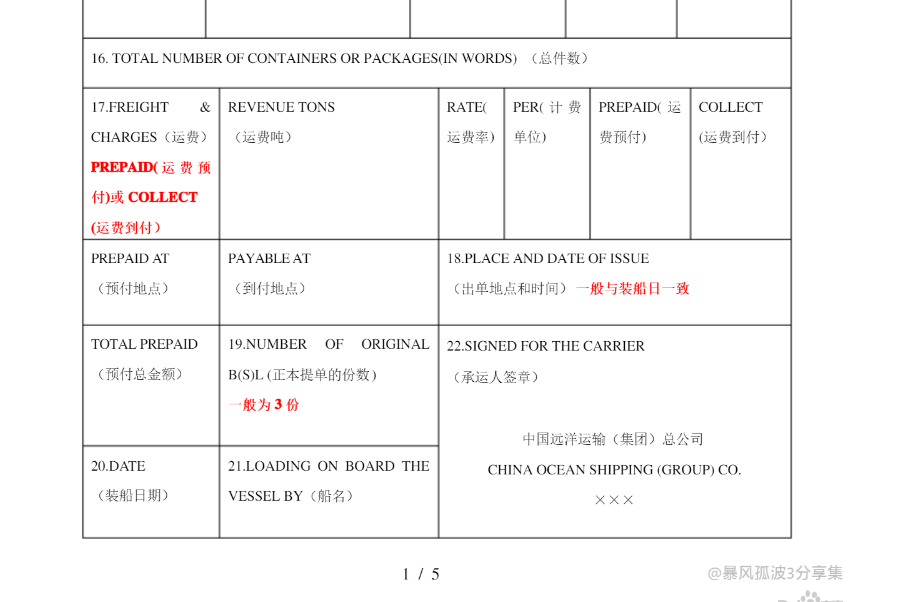 16. TOTAL NUMBER OF CONTAINERS OR PACKAGES(IN WORDS) （总件数）
17.FREIGHT &
CHARGES（运费）
PREPAID(运费预
付)或 COLLECT
(运费到付）
REVENUE TONS
（运费吨）
RATE(
运费率)
PER(计费
单位)
PREPAID(运
费预付)
COLLECT
(运费到付）
PREPAID AT
（预付地点）
PAYABLE AT
（到付地点）
18.PLACE AND DATE OF ISSUE
（出单地点和时间）一般与装船日一致
TOTAL PREPAID
（预付总金额）
19.NUMBER OF ORIGINAL
B(S)L (正本提单的份数)
一般为 3 份
22.SIGNED FOR THE CARRIER
（承运人签章）
中国远洋运输（集团）总公司
CHINA OCEAN SHIPPING (GROUP) CO.
×××
20.DATE
（装船日期）
21.LOADING ON BOARD THE
VESSEL BY（船名）
1 / 5
@暴风孤波3分享集